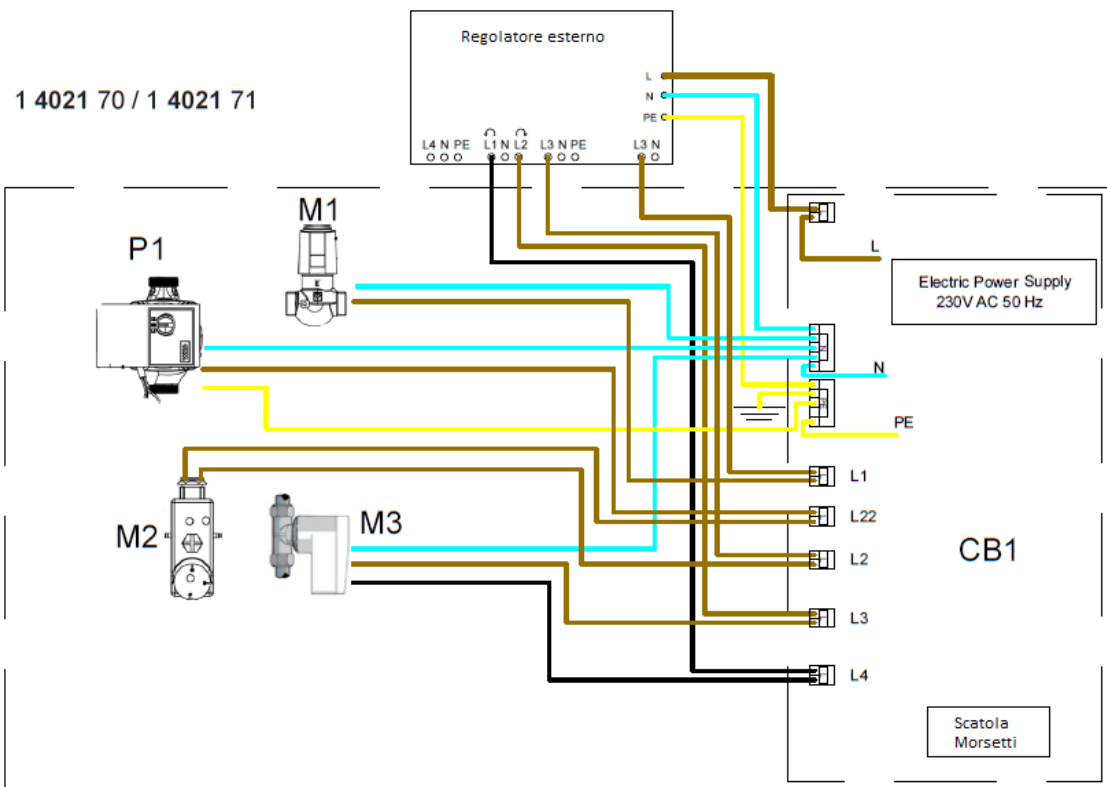 Regolatore esterno
1 4021 70 / 1 4021 71
L
N
PE
L4 N PE L1 N L2 L3 N PE L3 N
M1
P1
L
Electric Power Supply
230V AC 50 Hz
N
N
PE
PE
L1
M2
M3
L22
L2
CB1
L3
L4
Scatola
Morsetti